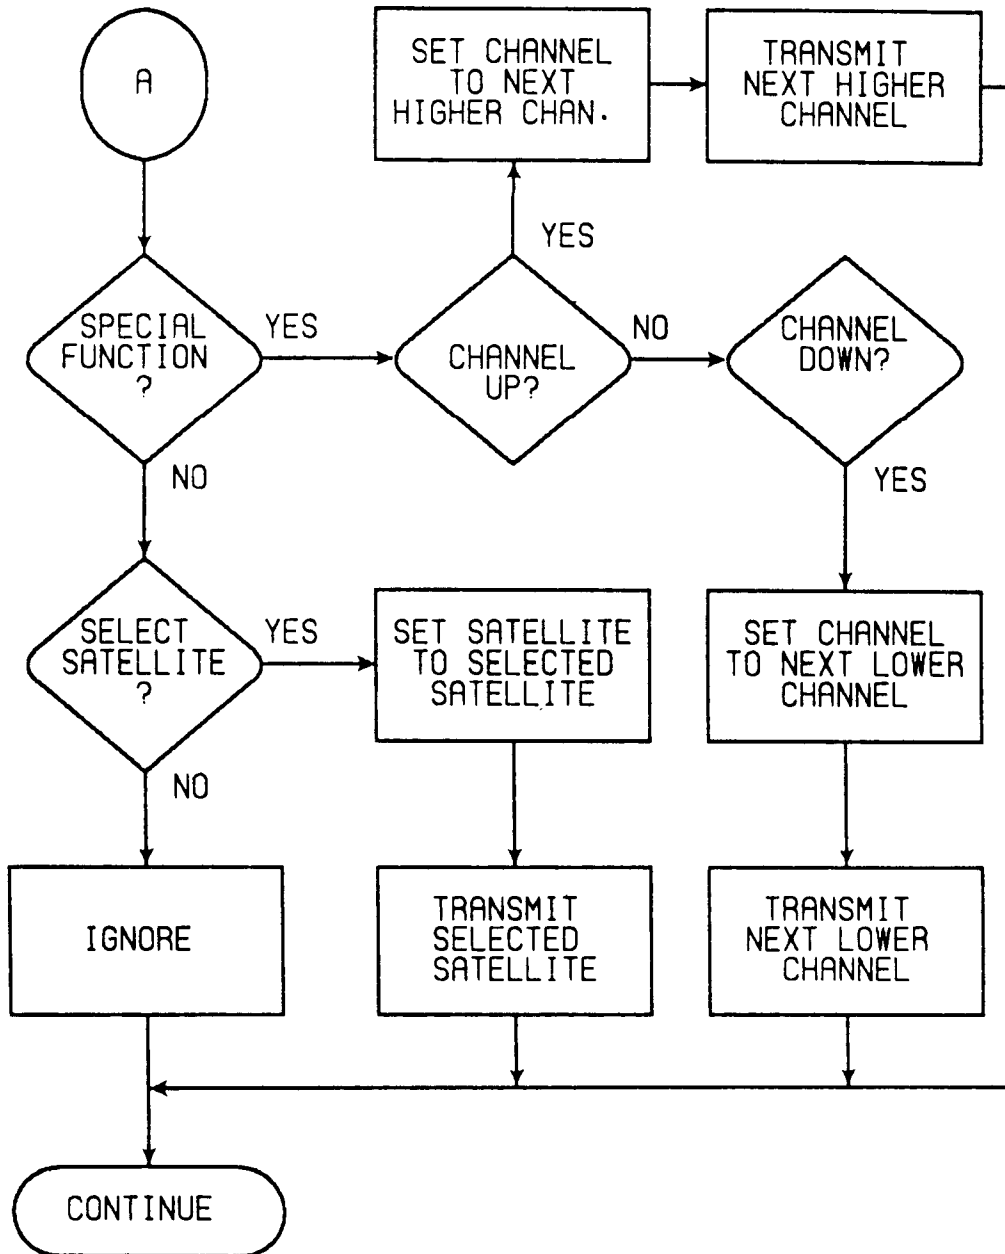 A
SET CHANNEL
TO NEXT
HIGHER CHAN.
TRANSMIT
NEXT HIGHER
CHANNEL
YES
SPECIAL
FUNCTION
?
YES
CHANNEL
UP?
NO
CHANNEL
DOWN?
NO
YES
SELECT
SATELLITE
?
YES
SET SATELLITE
TO SELECTED
SATELLITE
SET CHANNEL
TO NEXT LOWER
CHANNEL
NO
IGNORE
TRANSMIT
SELECTED
SATELLITE
TRANSMIT
NEXT LOWER
CHANNEL
CONTINUE